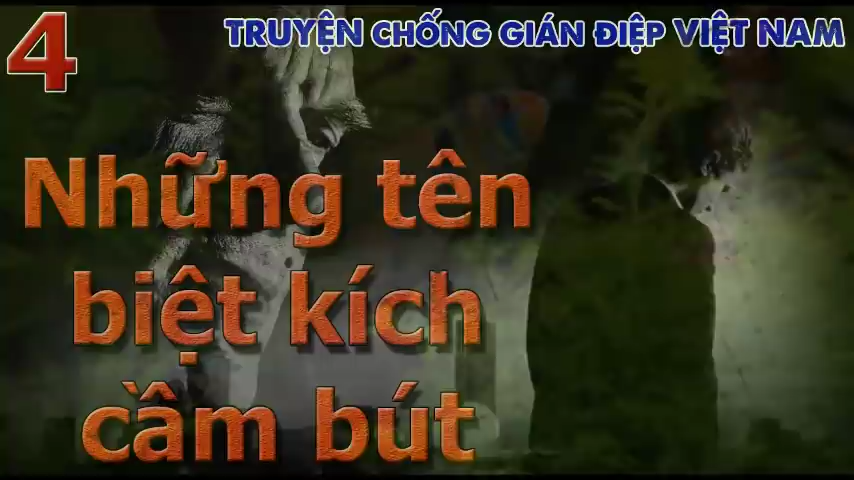 4
TRUYỆN CHỐNG GIÁN ĐIỆP VIỆT NAM
Những tên
biệt kích
cầm bút